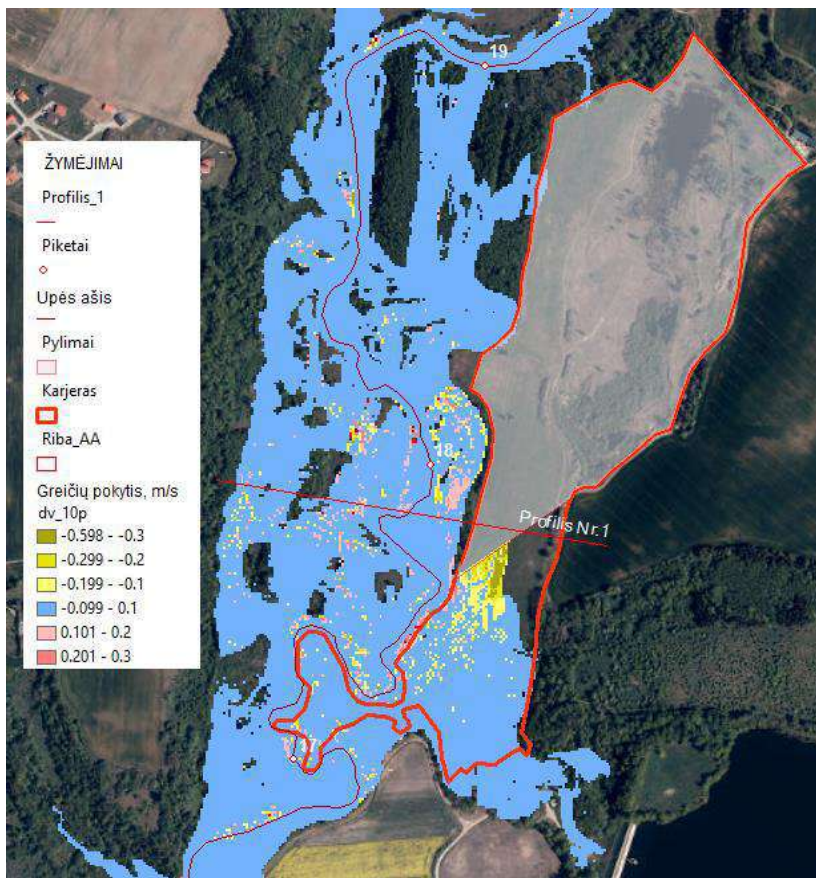 19
ŽYMĖJIMAI
Profilis_1
Piketai
Upės ašis
Pylimai
Karjeras
Riba_AA
Greičių pokytis, m/s
dv_10p
-0.598 - -0.3
-0.299 - -0.2
-0.199 - -0.1
-0.099 - 0.1
0.101 - 0.2
0.201 - 0.3
18
Profilis Nr.1
17